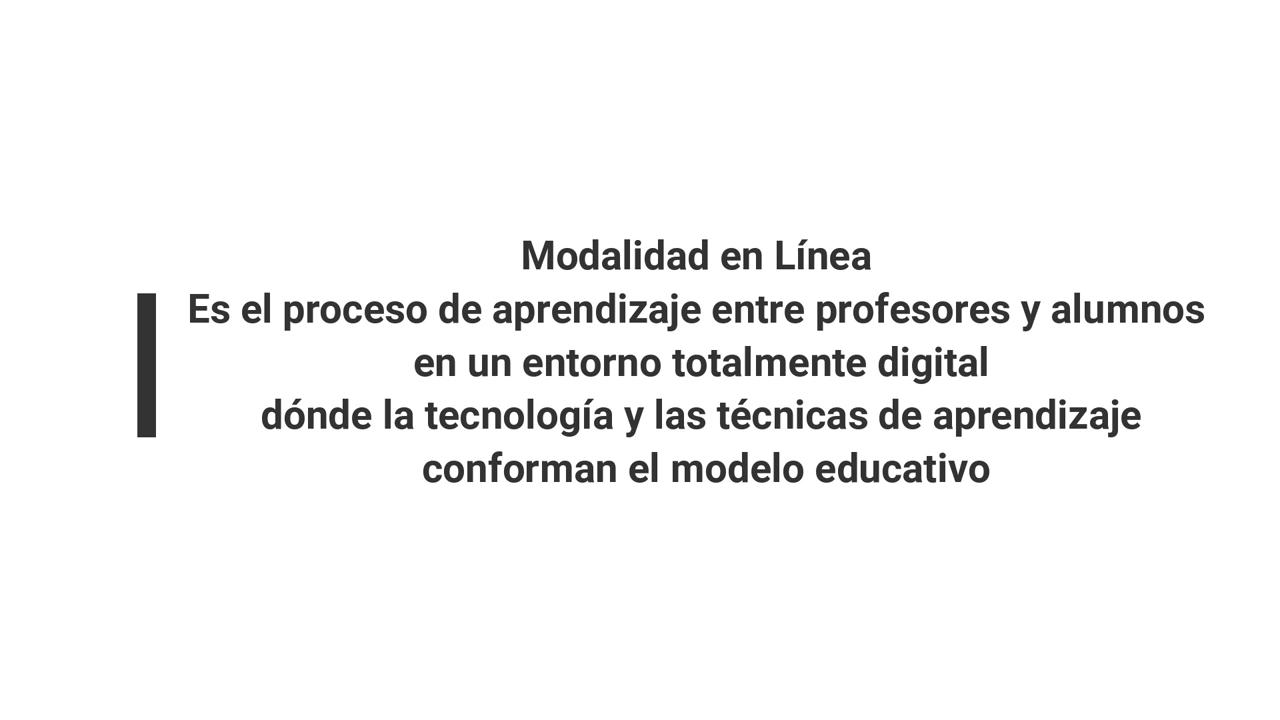 Modalidad en Línea
Es el proceso de aprendizaje entre profesores y alumnos
en un entorno totalmente digital
dónde la tecnología y las técnicas de aprendizaje
conforman el modelo educativo